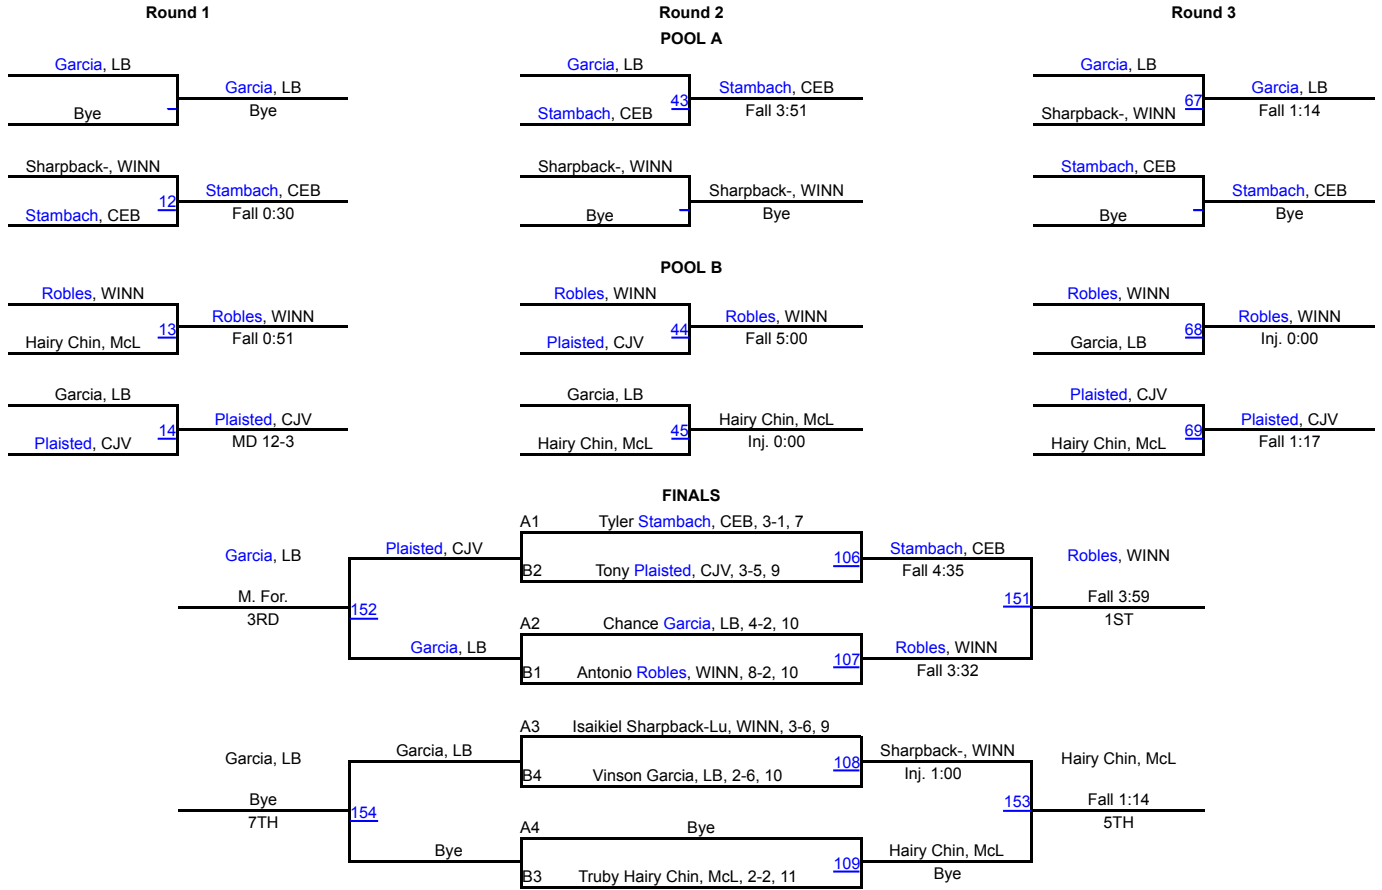 Round 1 Round 2 Round 3
POOL A
Garcia, LB Garcia, LB Garcia, LB
Garcia, LB Stambach, CEB Garcia, LB
43 67
Bye Bye Stambach, CEB Fall 3:51 Sharpback-, WINN Fall 1:14
Sharpback-, WINN Sharpback-, WINN Stambach, CEB
Stambach, CEB Sharpback-, WINN Stambach, CEB
12
Stambach, CEB Fall 0:30 Bye Bye Bye Bye
POOL B
Robles, WINN Robles, WINN Robles, WINN
Robles, WINN Robles, WINN Robles, WINN
13 44 68
Hairy Chin, McL Fall 0:51 Plaisted, CJV Fall 5:00 Garcia, LB Inj. 0:00
Garcia, LB Garcia, LB Plaisted, CJV
Plaisted, CJV Hairy Chin, McL Plaisted, CJV
14 45 69
Plaisted, CJV MD 12-3 Hairy Chin, McL Inj. 0:00 Hairy Chin, McL Fall 1:17
FINALS
A1 Tyler Stambach, CEB, 3-1, 7
Garcia, LB Plaisted, CJV 106 Stambach, CEB Robles, WINN
B2 Tony Plaisted, CJV, 3-5, 9 Fall 4:35
M. For. 152 151 Fall 3:59
3RD 1ST
A2 Chance Garcia, LB, 4-2, 10
Garcia, LB 107 Robles, WINN
B1 Antonio Robles, WINN, 8-2, 10 Fall 3:32
A3 Isaikiel Sharpback-Lu, WINN, 3-6, 9
Garcia, LB Garcia, LB 108 Sharpback-, WINN Hairy Chin, McL
B4 Vinson Garcia, LB, 2-6, 10 Inj. 1:00
Bye 154 153 Fall 1:14
7TH 5TH
A4 Bye
Bye 109 Hairy Chin, McL
B3 Truby Hairy Chin, McL, 2-2, 11 Bye